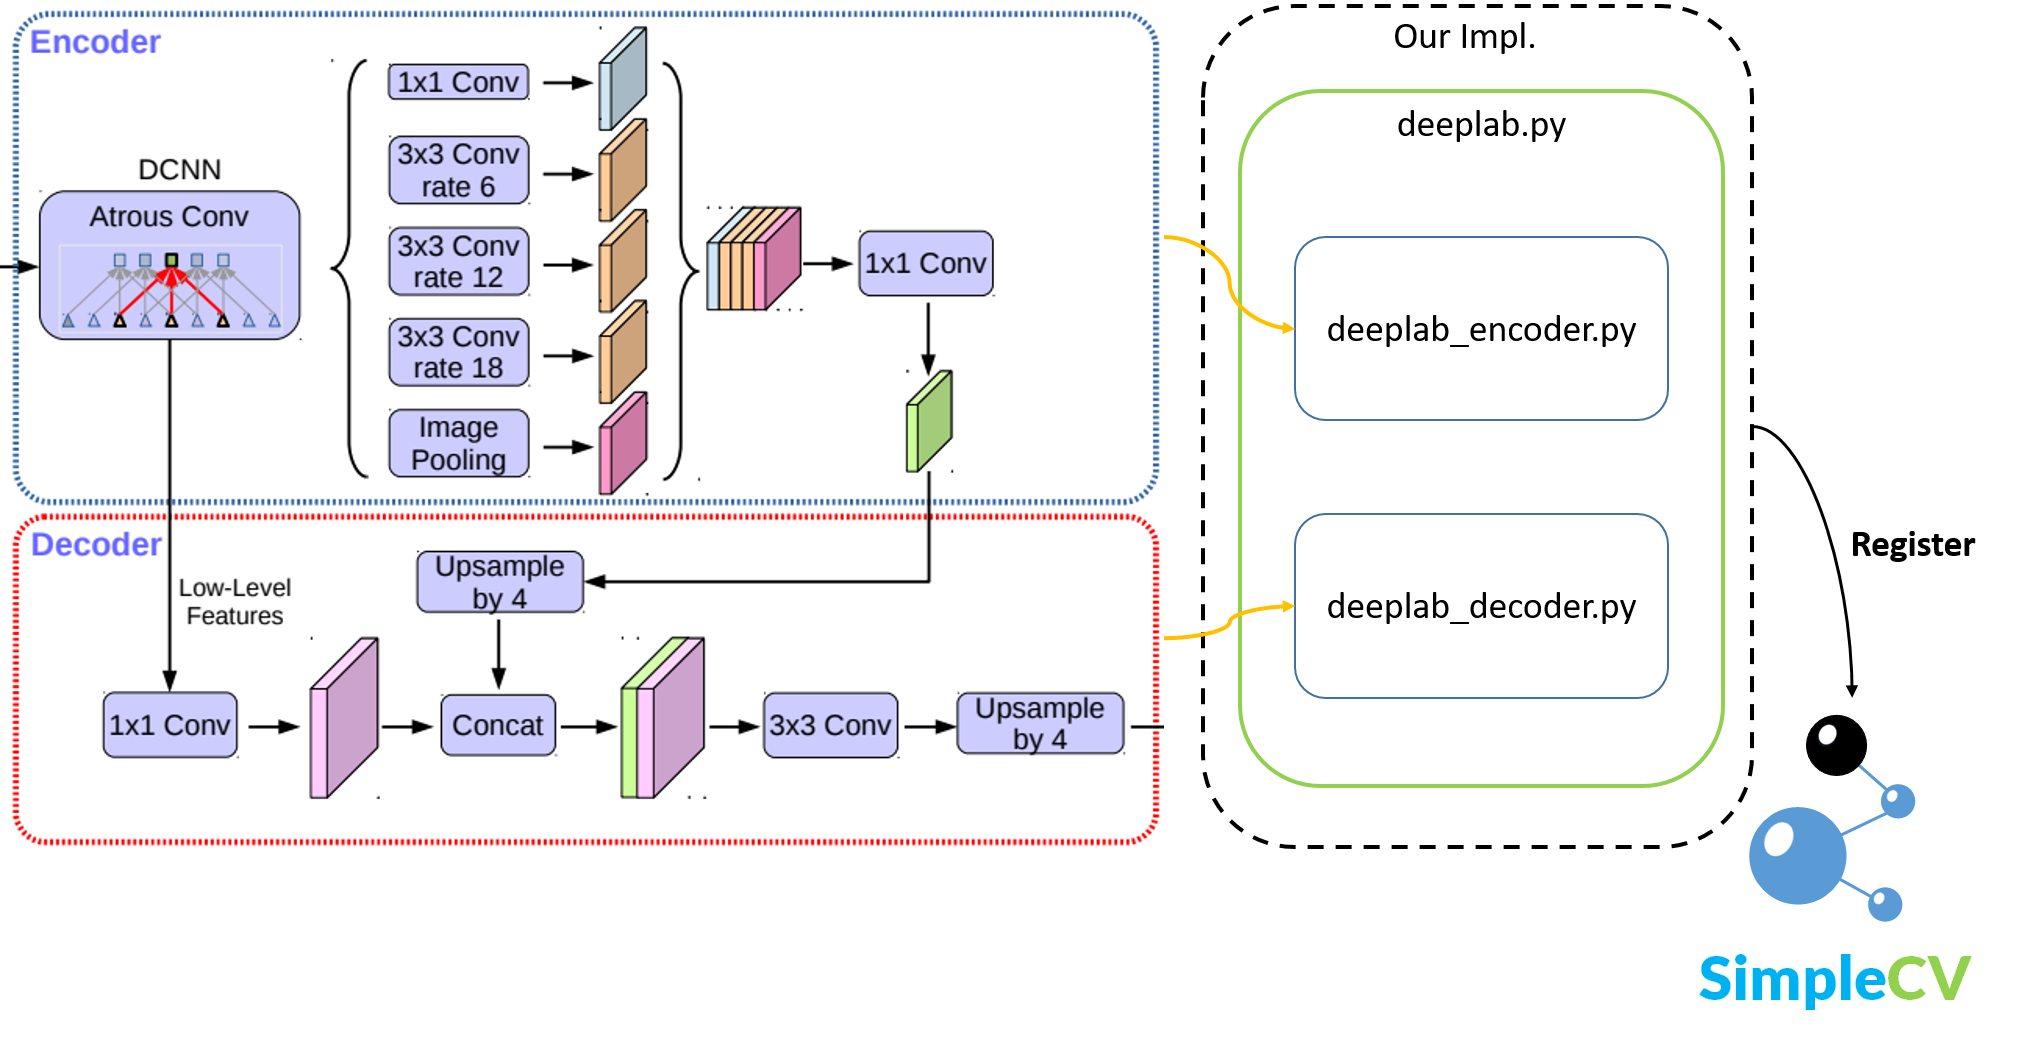 Encoder
DCNN
Atrous Conv
1x1 Conv
3x3 Conv
rate 6
3x3 Conv
rate 12
3x3 Conv
rate 18
Image
Pooling
1x1 Conv
Decoder
Low-Level
Features
Upsample
by 4
1x1 Conv
Concat
3x3 Conv
Upsample
by 4
Our Impl.
deeplab.py
deeplab_encoder.py
deeplab_decoder.py
Register
SimpleCV